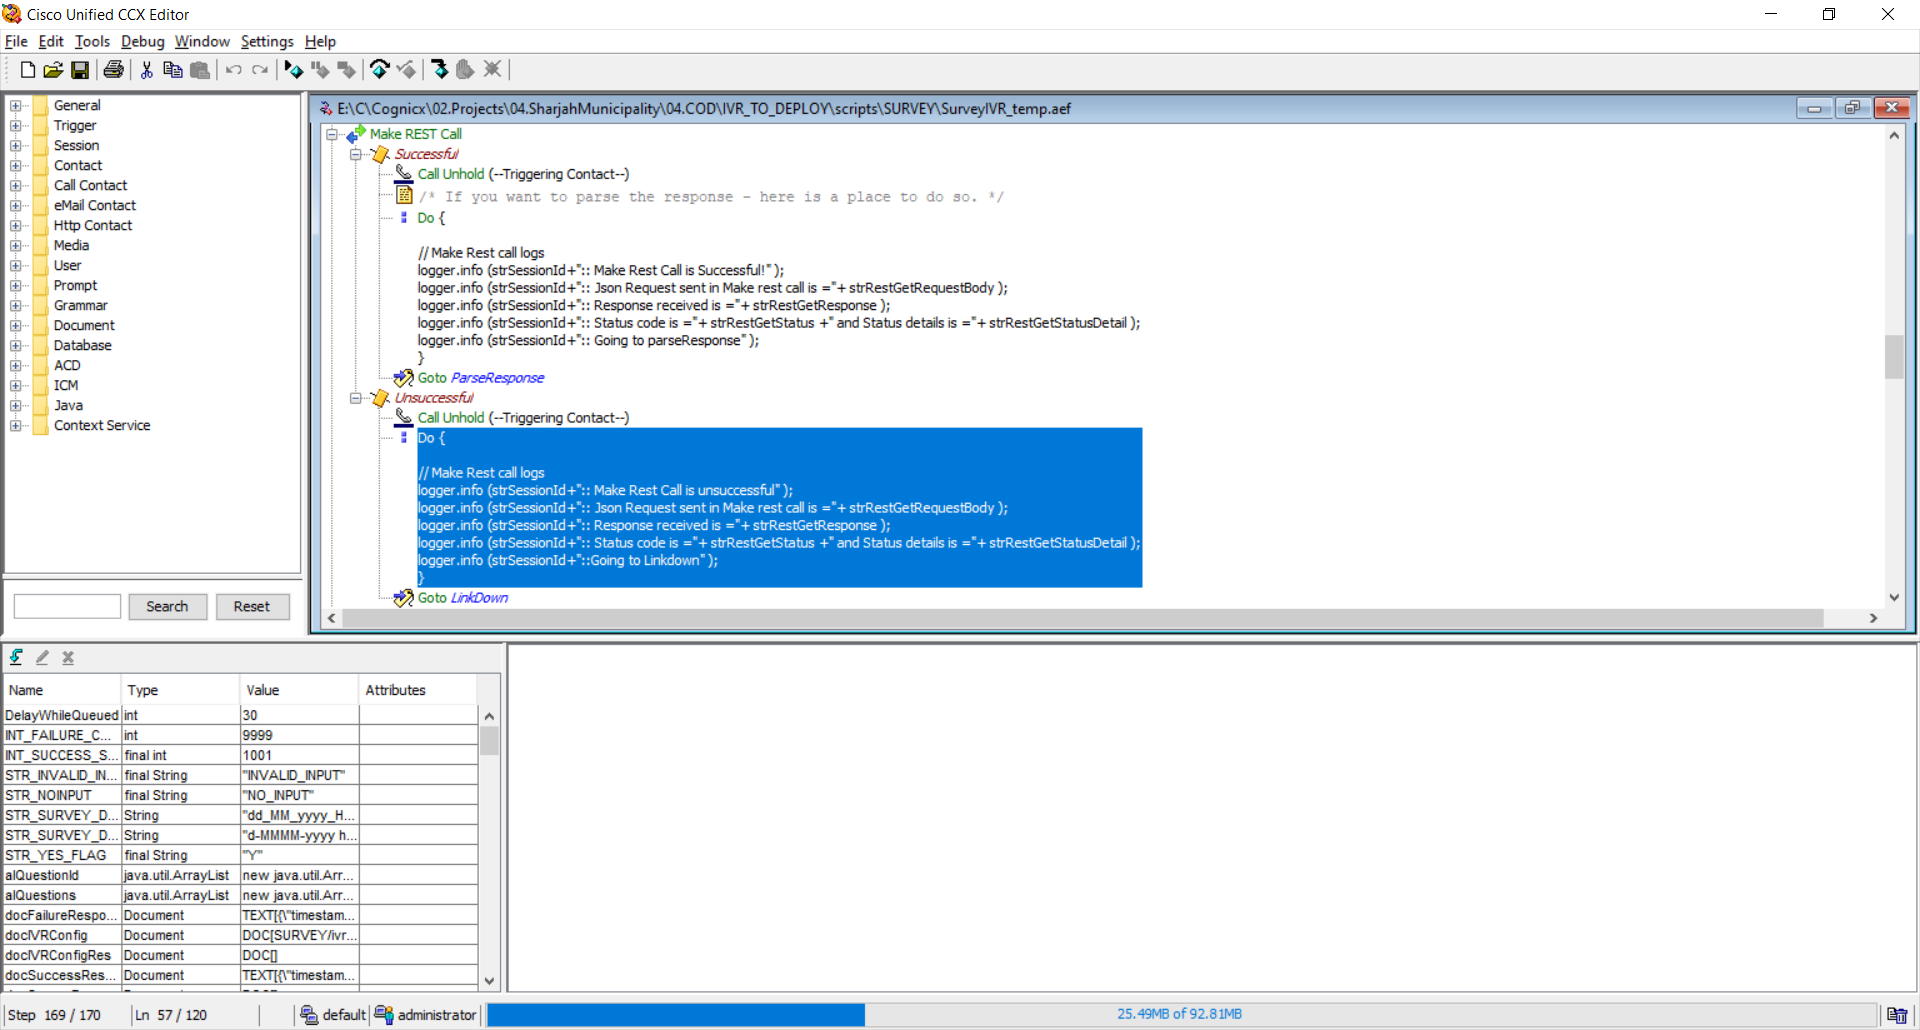 Cisco Unified CCX Editor
File Edit Tools Debug Window Settings Help
General
Trigger
Session
Contact
Call Contact
eMail Contact
Http Contact
Media
User
Prompt
Grammar
Document
Database
ACD
ICM
Java
Context Service
Search Reset
E:\C\Cognicx\02.Projects\04.SharjahMunicipality\04.COD\IVR_TO_DEPLOY\scripts\SURVEY\SurveyIVR_temp.aef
Make REST Call
Successful
Call Unhold (--Triggering Contact--)
/* If you want to parse the response - here is a place to do so. */
Do {
// Make Rest call logs
logger.info (strSessionId+":: Make Rest Call is Successful!" );
logger.info (strSessionId+":: Json Request sent in Make rest call is ="+ strRestGetRequestBody );
logger.info (strSessionId+":: Response received is ="+ strRestGetResponse );
logger.info (strSessionId+":: Status code is ="+ strRestGetStatus +" and Status details is ="+ strRestGetStatusDetail );
logger.info (strSessionId+":: Going to parseResponse" );
}
Goto ParseResponse
Unsuccessful
Call Unhold (--Triggering Contact--)
Do {
// Make Rest call logs
logger.info (strSessionId+":: Make Rest Call is unsuccessful" );
logger.info (strSessionId+":: Json Request sent in Make rest call is ="+ strRestGetRequestBody );
logger.info (strSessionId+":: Response received is ="+ strRestGetResponse );
logger.info (strSessionId+":: Status code is ="+ strRestGetStatus +" and Status details is ="+ strRestGetStatusDetail );
logger.info (strSessionId+"::Going to Linkdown" );
}
Goto LinkDown
Name Type Value Attributes
DelayWhileQueued int 30
INT_FAILURE_C... int 9999
INT_SUCCESS_S... final int 1001
STR_INVALID_IN... final String "INVALID_INPUT"
STR_NOINPUT final String "NO_INPUT"
STR_SURVEY_D... String "dd_MM_yyyy_H...
STR_SURVEY_D... String "d-MMMM-yyyy h...
STR_YES_FLAG final String "Y"
alQuestionId java.util.ArrayList new java.util.Arr...
alQuestions java.util.ArrayList new java.util.Arr...
docFailureRespo... Document TEXT[{\"timestam...
docIVRConfig Document DOC[SURVEY/ivr...
docIVRConfigRes Document DOC[]
docSuccessRes... Document TEXT[{\"timestam...
Step 169 / 170 Ln 57 / 120 default administrator 25.49MB of 92.81MB